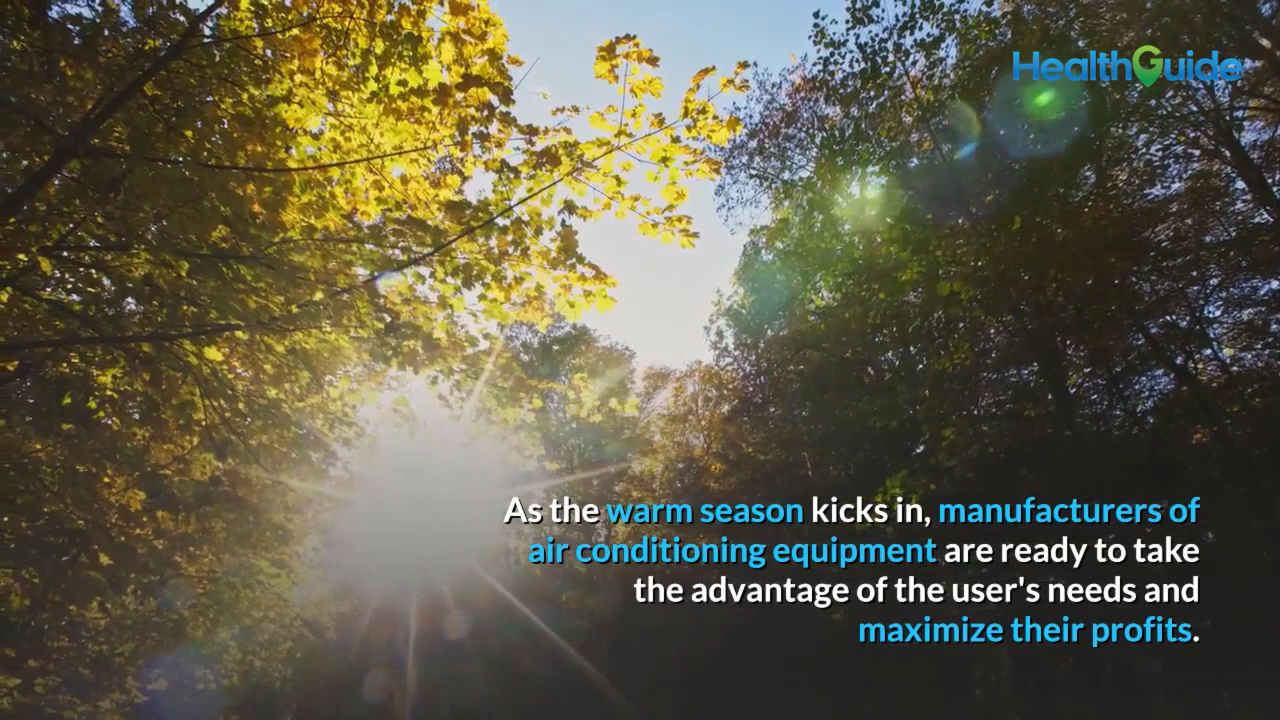 HealthGuide
As the warm season kicks in, manufacturers of
air conditioning equipment are ready to take
the advantage of the user's needs and
maximize their profits.